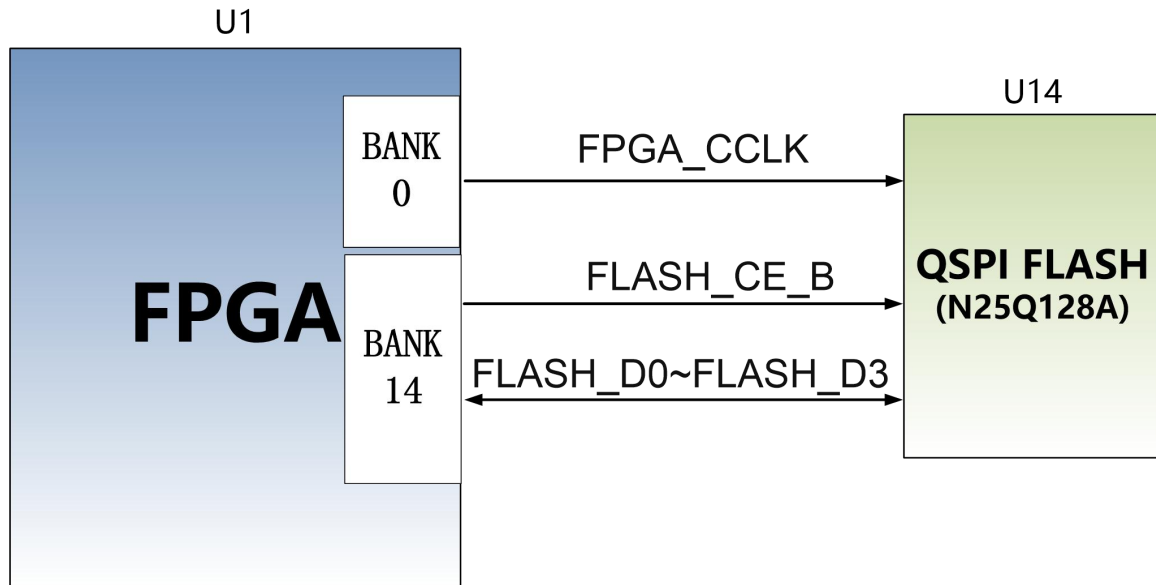 U1
U14
BANK
0
FPGA_CCLK
FPGA
FLASH_CE_B
QSPI FLASH
(N25Q128A)
BANK
14
FLASH_D0~FLASH_D3